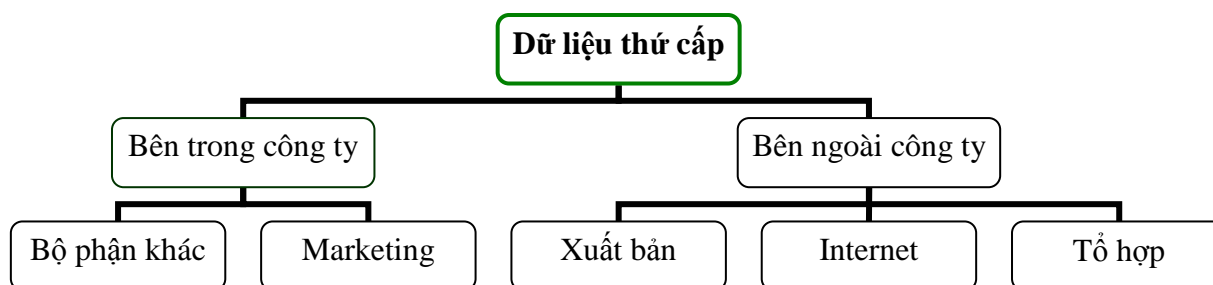 Dữ liệu thứ cấp
Bên trong công ty
Bên ngoài công ty
Bộ phận khác
Marketing
Xuất bản
Internet
Tổ hợp